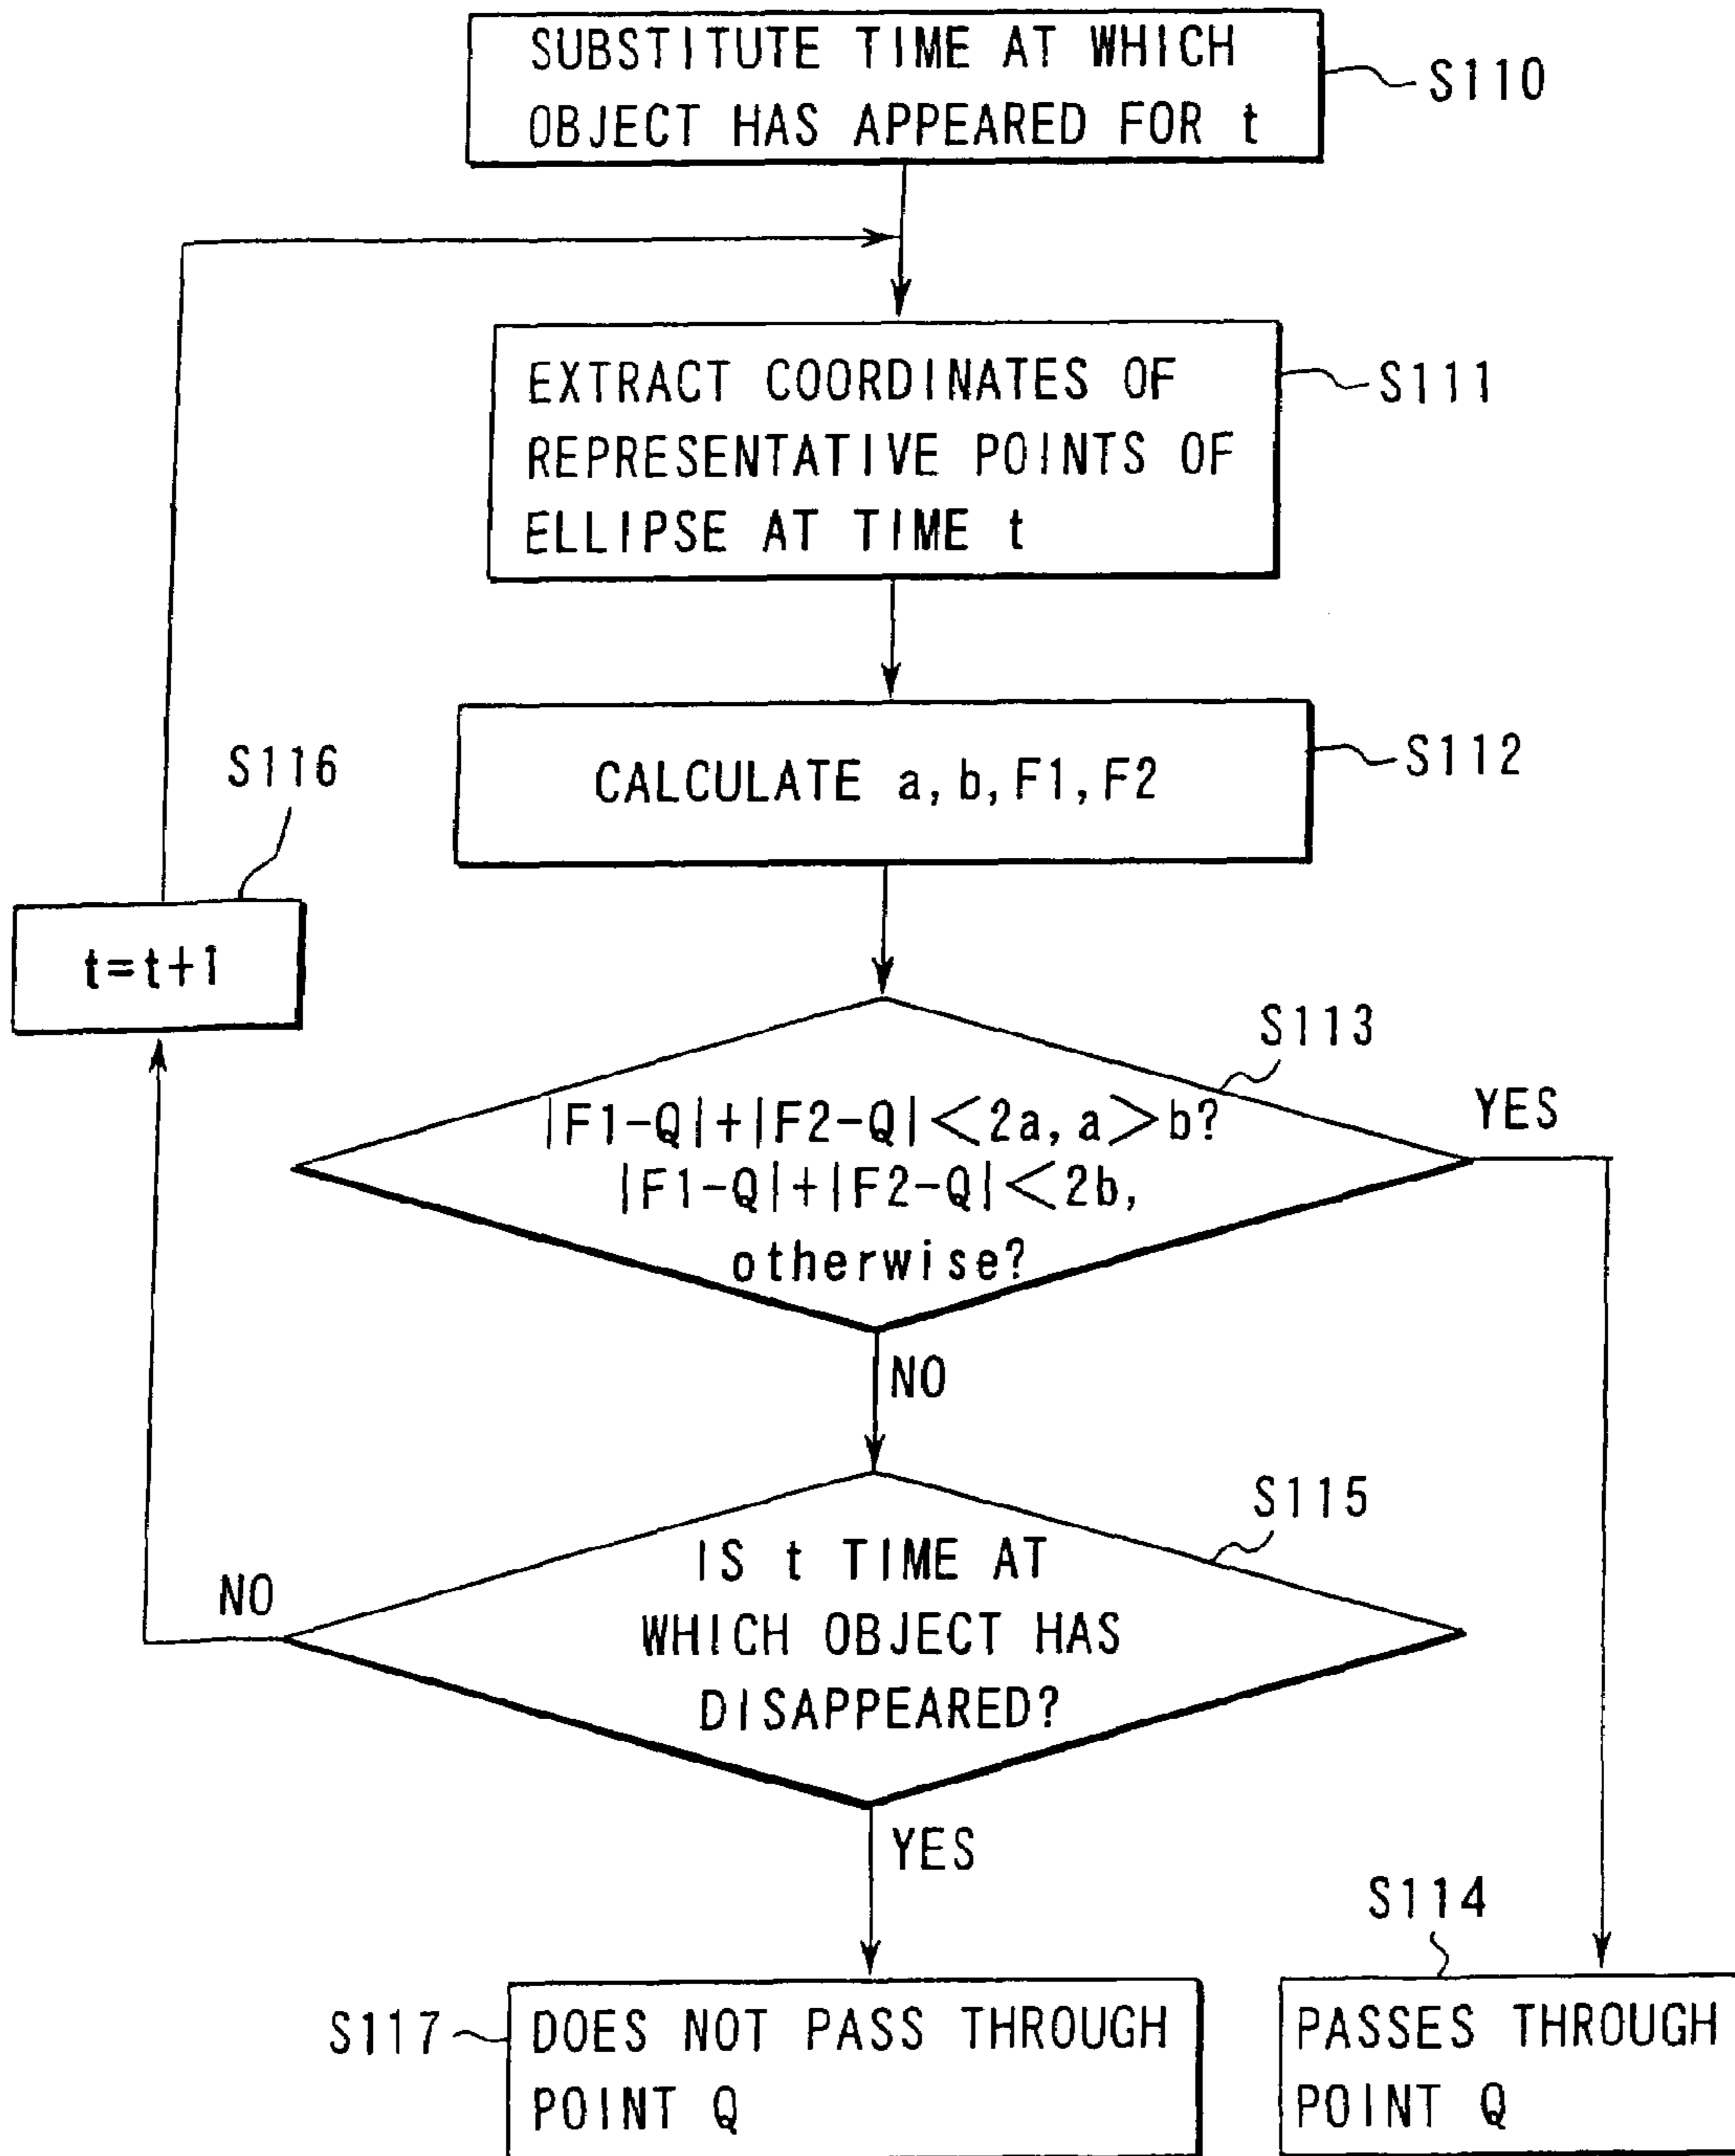 SUBSTITUTE TIME AT WHICH
OBJECT HAS APPEARED FOR t
S110
EXTRACT COORDINATES OF
REPRESENTATIVE POINTS OF
ELLIPSE AT TIME t
S111
CALCULATE a, b, F1, F2
S112
S116
t=t+1
S113
|F1-Q|+|F2-Q|<2a, a>b?
|F1-Q|+|F2-Q|<2b,
otherwise?
YES
NO
S115
IS t TIME AT
WHICH OBJECT HAS
DISAPPEARED?
NO
YES
S117
DOES NOT PASS THROUGH
POINT Q
S114
PASSES THROUGH
POINT Q